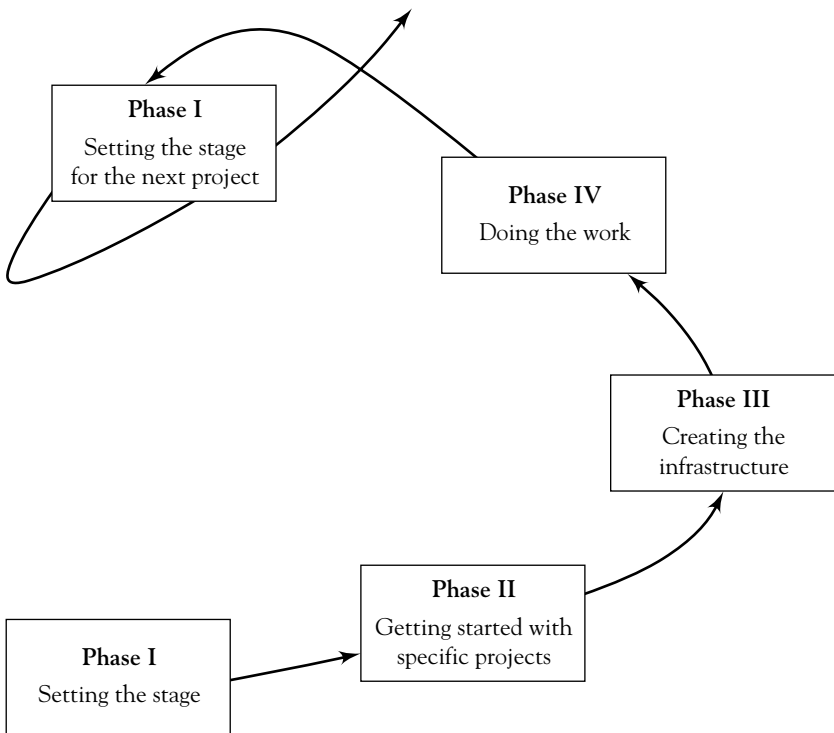 Phase I
Setting the stage
for the next project
Phase IV
Doing the work
Phase III
Creating the
infrastructure
Phase II
Getting started with
specific projects
Phase I
Setting the stage